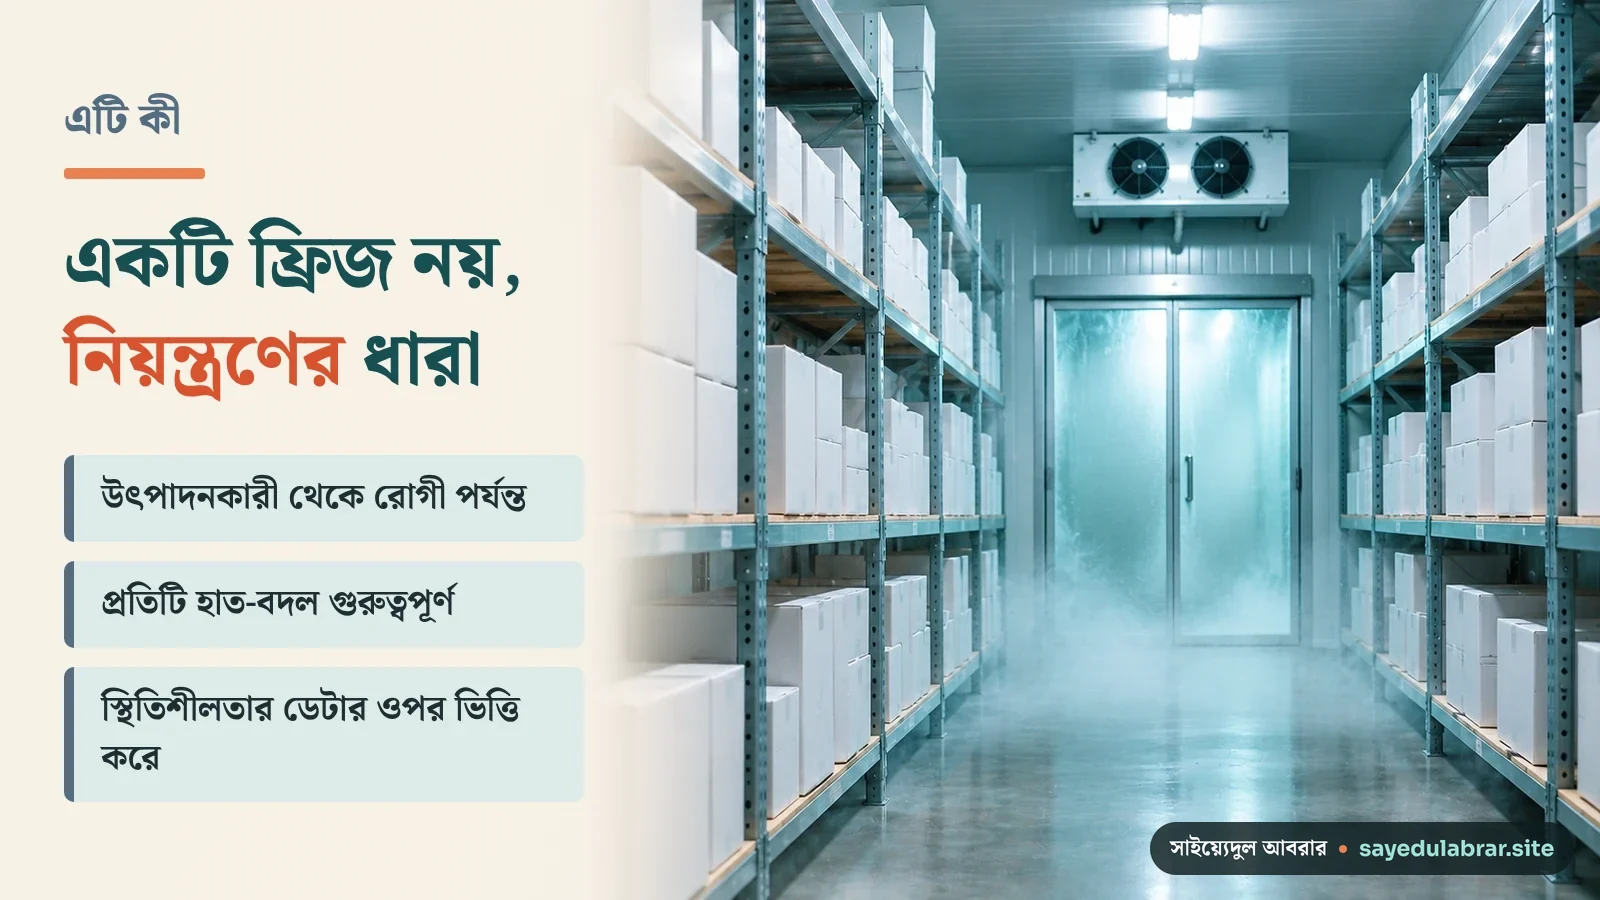 এটি কী
একটি ফ্রিজ নয়,
নিয়ন্ত্রণের ধারা
উৎপাদনকারী থেকে রোগী পর্যন্ত
প্রতিটি হাত-বদল গুরুত্বপূর্ণ
স্থিতিশীলতার ডেটার ওপর ভিত্তি
করে
সাইয়্যেদুল আবরার • sayedulabrar.site